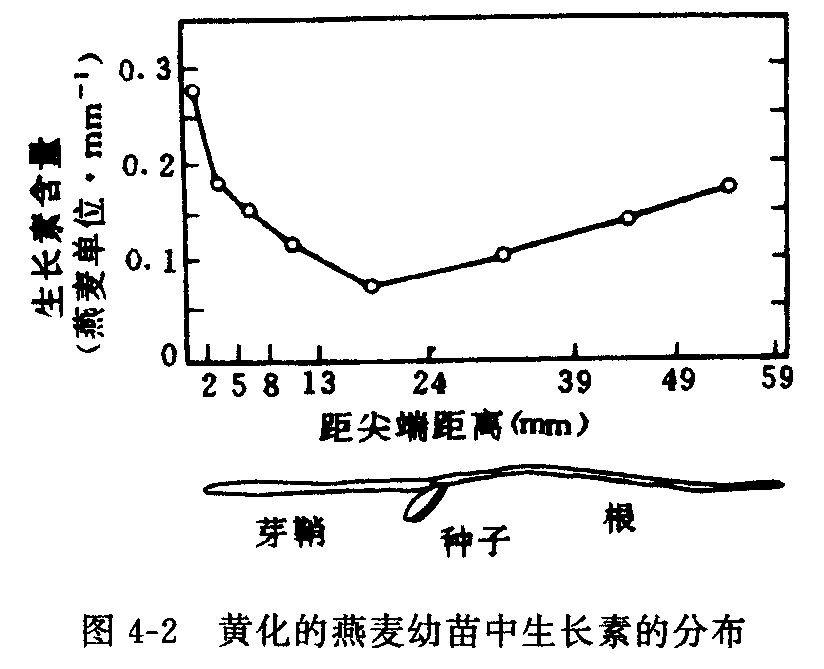 生长素含量
(燕麦单位·mm⁻¹)
0.3
0.2
0.1
0
2 5 8 13 24 39 49 59
距尖端距离(mm)
芽鞘 种子 根
图 4-2 黄化的燕麦幼苗中生长素的分布